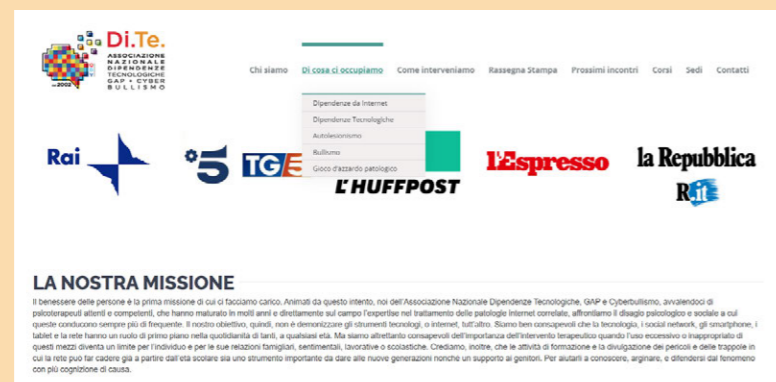 Di.Te.
ASSOCIAZIONE
NAZIONALE
DIPENDENZE
TECNOLOGICHE
GAP • CYBER
BULLISMO
2002
Chi siamo Di cosa ci occupiamo Come interveniamo Rassegna Stampa Prossimi incontri Corsi Sedi Contatti
Dipendenze da Internet
Dipendenze Tecnologiche
Autolesionismo
Bullismo
Gioco d'azzardo patologico
Rai
5
TG5
L'HUFFPOST
l'Espresso
la Repubblica
R.it
LA NOSTRA MISSIONE
Il benessere delle persone è la prima missione di cui ci facciamo carico. Animati da questo intento, noi dell'Associazione Nazionale Dipendenze Tecnologiche, GAP e Cyberbullismo, avvalendoci di
psicoterapeuti attenti e competenti, che hanno maturato in molti anni e direttamente sul campo l'expertise nel trattamento delle patologie Internet correlate, affrontiamo il disagio psicologico e sociale a cui
queste conducono sempre più di frequente. Il nostro obiettivo, quindi, non è demonizzare gli strumenti tecnologi, o internet, tutt'altro. Siamo ben consapevoli che la tecnologia, i social network, gli smartphone, i
tablet e la rete hanno un ruolo di primo piano nella quotidianità di tanti, a qualsiasi età. Ma siamo altrettanto consapevoli dell'importanza dell'intervento terapeutico quando l'uso eccessivo o inappropriato di
questi mezzi diventa un limite per l'individuo e per le sue relazioni famigliari, sentimentali, lavorative o scolastiche. Crediamo, inoltre, che le attività di formazione e la divulgazione dei pericoli e delle trappole in
cui la rete può far cadere già a partire dall'età scolare sia uno strumento importante da dare alle nuove generazioni nonché un supporto ai genitori. Per aiutarli a conoscere, arginare, e difendersi dal fenomeno
con più cognizione di causa.